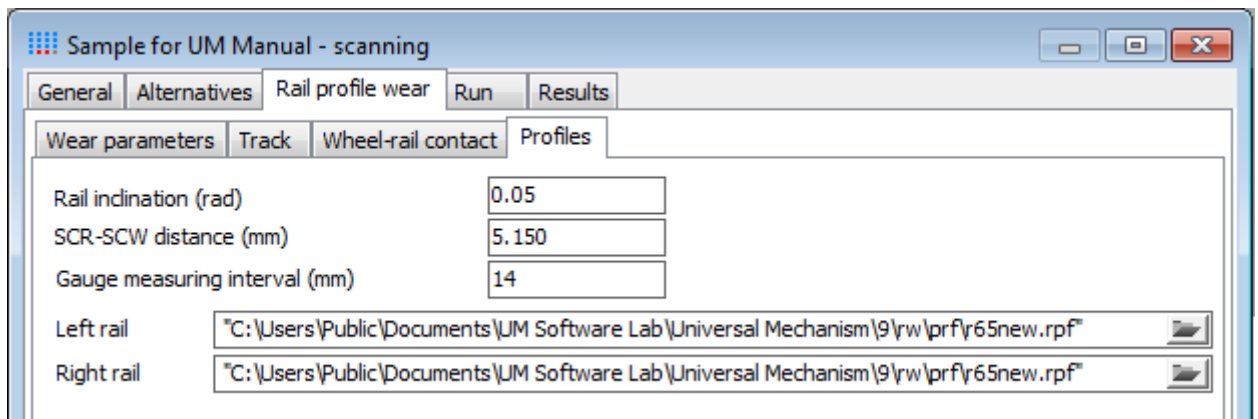 Sample for UM Manual - scanning
General Alternatives Rail profile wear Run Results
Wear parameters Track Wheel-rail contact Profiles
Rail inclination (rad) 0.05
SCR-SCW distance (mm) 5.150
Gauge measuring interval (mm) 14
Left rail "C:\Users\Public\Documents\UM Software Lab\Universal Mechanism\9\rw\prf\r65new.rpf"
Right rail "C:\Users\Public\Documents\UM Software Lab\Universal Mechanism\9\rw\prf\r65new.rpf"